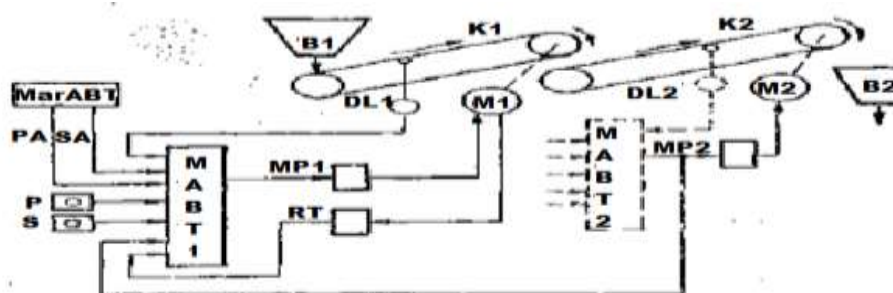 B1
K1
K2
B2
MarABT
DL1
M1
DL2
M2
PA SA
M
A
B
T
1
MP1
M
A
B
T
2
MP2
P
S
RT